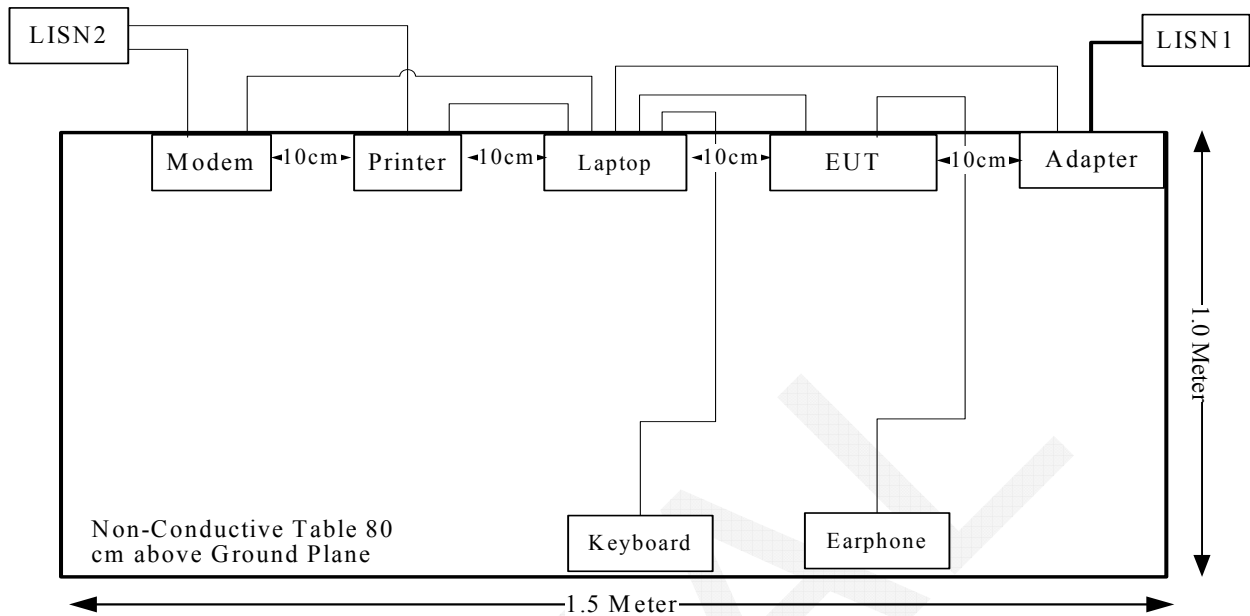 LISN2
LISN1
Modem
10cm
Printer
10cm
Laptop
10cm
EUT
10cm
Adapter
1.0 Meter
Keyboard
Earphone
Non-Conductive Table 80
cm above Ground Plane
1.5 Meter